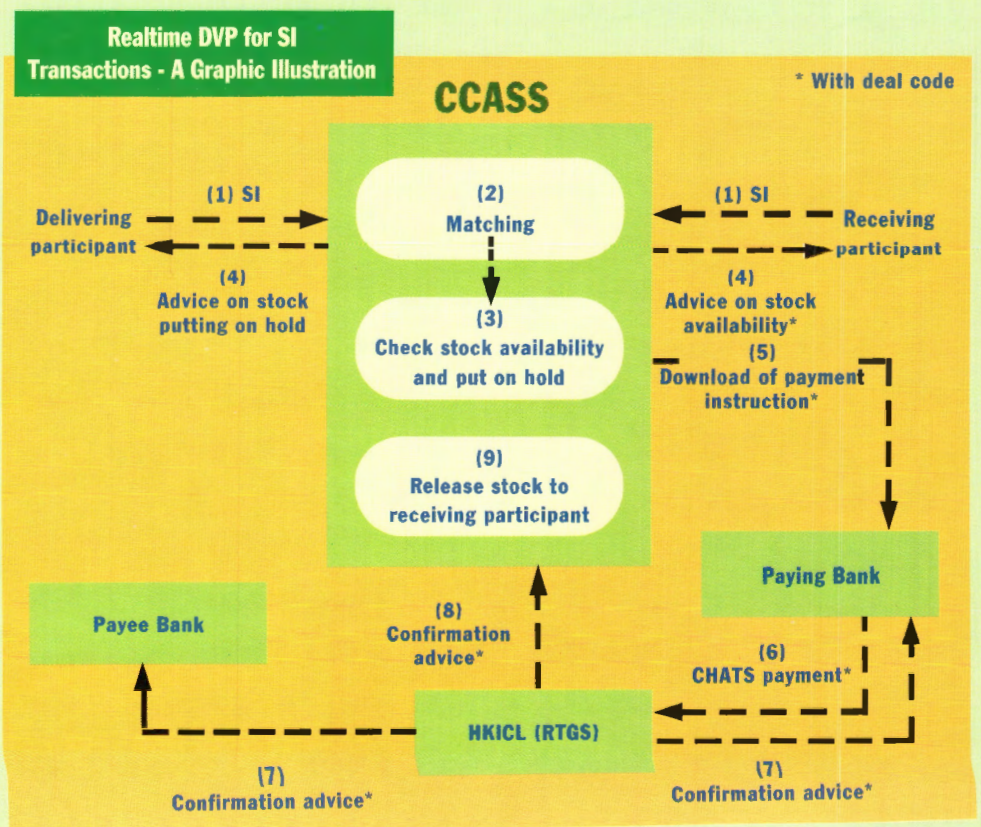 Realtime DVP for SI
Transactions - A Graphic Illustration
* With deal code
CCASS
(1) SI
Delivering
participant
(4)
Advice on stock
putting on hold
(2)
Matching
(3)
Check stock availability
and put on hold
(9)
Release stock to
receiving participant
(1) SI
Receiving
participant
(4)
Advice on stock
availability*
(5)
Download of payment
instruction*
Paying Bank
Payee Bank
(8)
Confirmation
advice*
(6)
CHATS payment*
HKICL (RTGS)
(7)
Confirmation advice*
(7)
Confirmation advice*